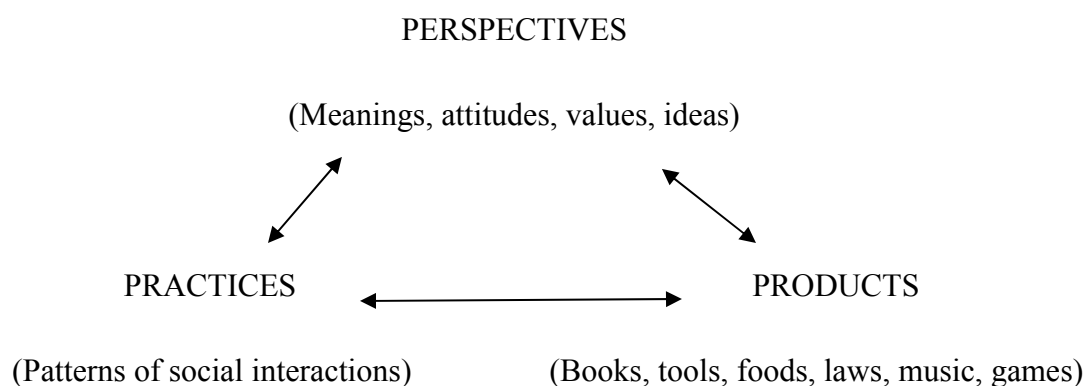 PERSPECTIVES
(Meanings, attitudes, values, ideas)
PRACTICES
PRODUCTS
(Patterns of social interactions)
(Books, tools, foods, laws, music, games)